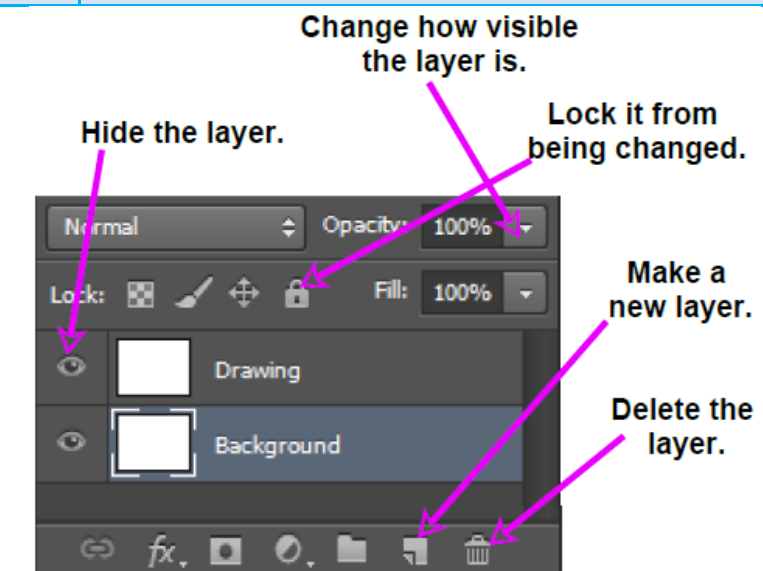 Change how visible
the layer is.
Lock it from
being changed.
Hide the layer.
Normal Opacity: 100%
Lock: Fill: 100%
Make a
new layer.
Drawing
Delete the
layer.
Background
fx